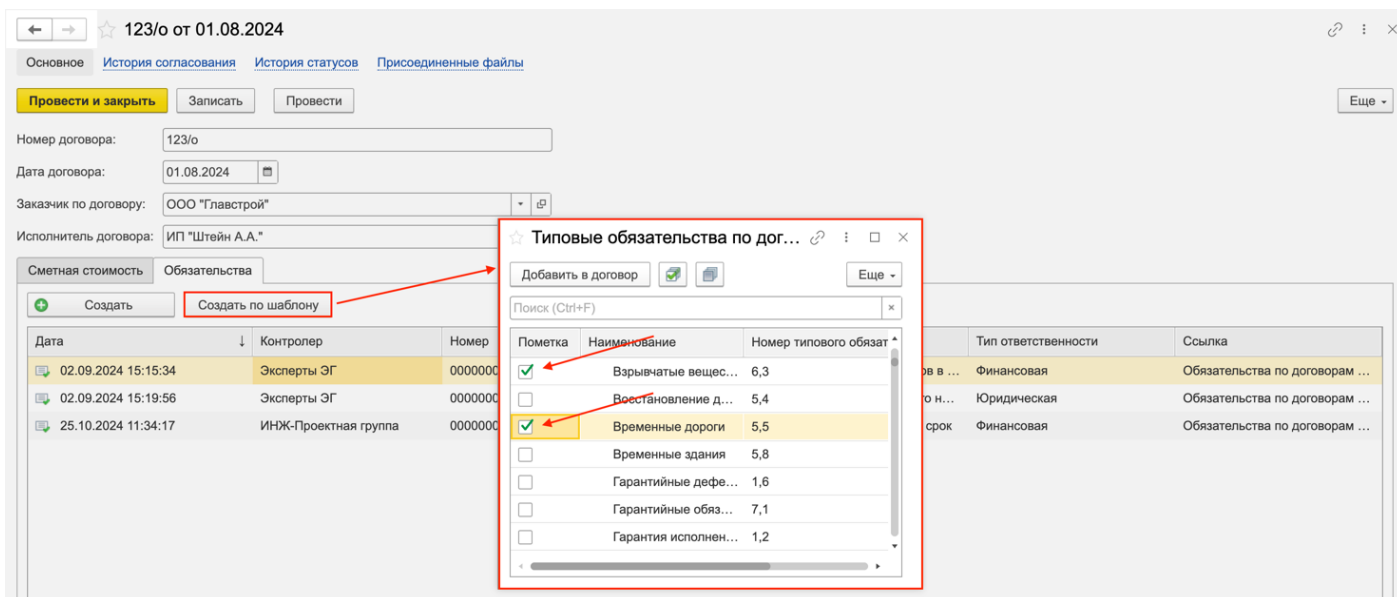 123/о от 01.08.2024
Основное История согласования История статусов Присоединенные файлы
Провести и закрыть Записать Провести Еще
Номер договора: 123/о
Дата договора: 01.08.2024
Заказчик по договору: ООО "Главстрой"
Исполнитель договора: ИП "Штейн А.А."
Типовые обязательства по дог...
Сметная стоимость Обязательства
Добавить в договор Еще
Создать Создать по шаблону
Поиск (Ctrl+F)
Дата Контролер Номер Тип ответственности Ссылка
Пометка Наименование Номер типового обязат
02.09.2024 15:15:34 Эксперты ЭГ 0000000 ов в ... Финансовая Обязательства по договорам ...
Взрывчатые вещес... 6,3
02.09.2024 15:19:56 Эксперты ЭГ 0000000 о н... Юридическая Обязательства по договорам ...
Восстановление д... 5,4
25.10.2024 11:34:17 ИНЖ-Проектная группа 0000000 срок Финансовая Обязательства по договорам ...
Временные дороги 5,5
Временные здания 5,8
Гарантийные дефе... 1,6
Гарантийные обяз... 7,1
Гарантия исполнен... 1,2